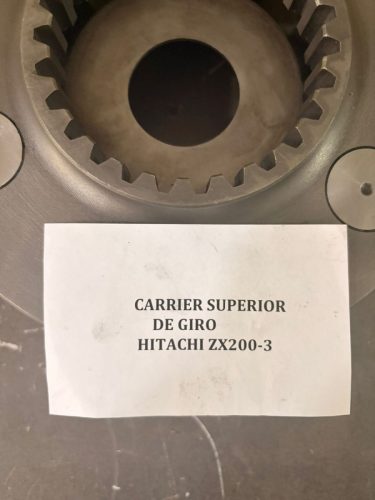 CARRIER SUPERIOR
DE GIRO
HITACHI ZX200-3